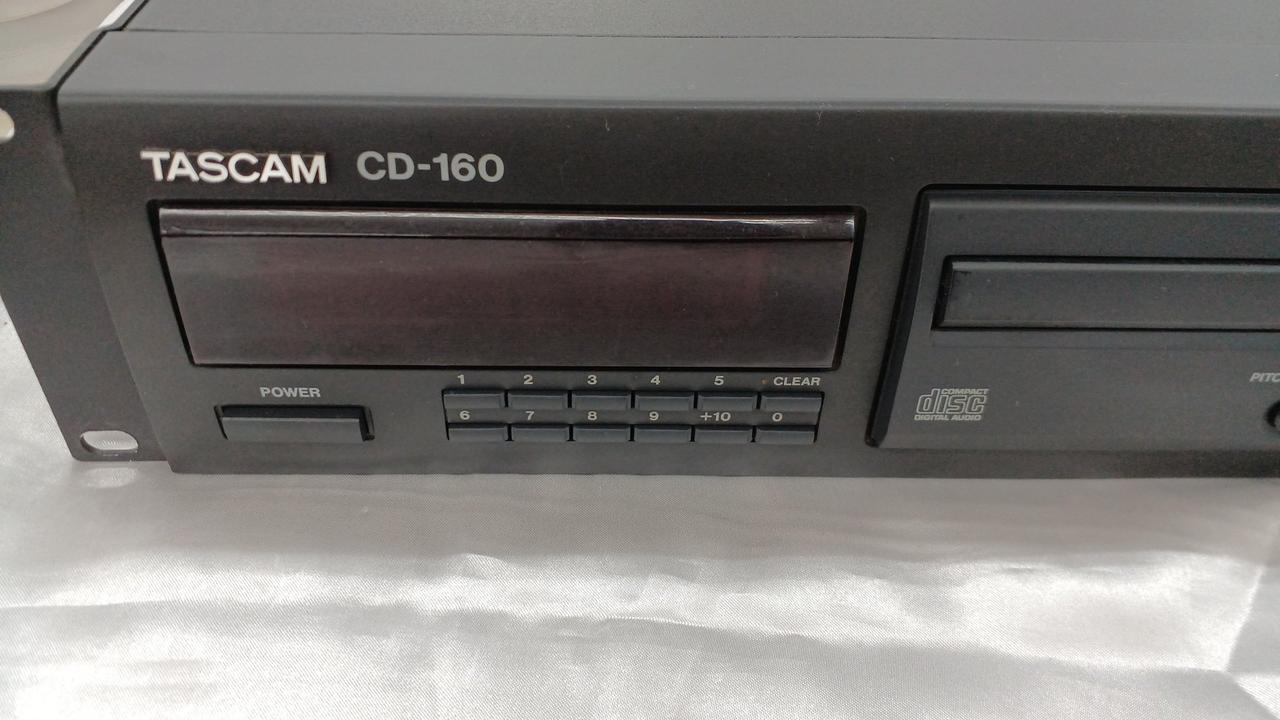 TASCAM CD-160
POWER
1 2 3 4 5 CLEAR
6 7 8 9 +10 0
COMPACT
disc
DIGITAL AUDIO
PITC